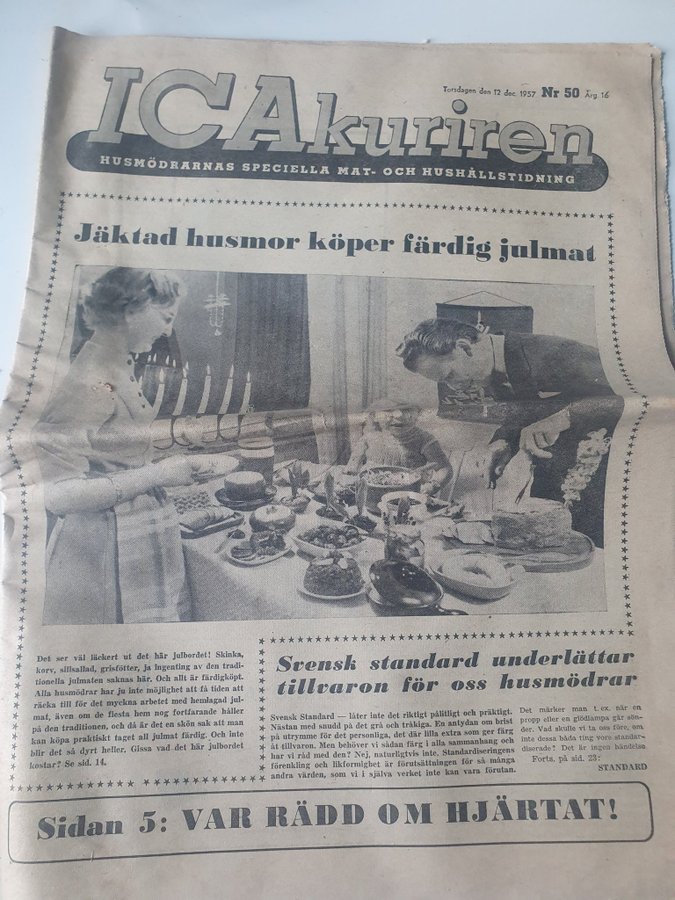 Torsdagen den 12 dec. 1957 Nr 50 Årg. 16
ICAkuriren
HUSMÖDRARNAS SPECIELLA MAT- OCH HUSHÅLLSTIDNING
Jäktad husmor köper färdig julmat
Det ser väl läckert ut det här julbordet! Skinka,
korv, sillsallad, grisfötter, ja ingenting av den tradi-
tionella julmaten saknas här. Och allt är färdigköpt.
Alla husmödrar har ju inte möjlighet att få tiden att
räcka till för det myckna arbetet med hemlagad jul-
mat, även om de flesta hem nog fortfarande håller
på den traditionen, och då är det en skön sak att man
kan köpa praktiskt taget all julmat färdig. Och inte
blir det så dyrt heller. Gissa vad det här julbordet
kostar? Se sid. 14.
Svensk standard underlättar
tillvaron för oss husmödrar
Svensk Standard — låter inte det riktigt pålitligt och präktigt.
Nästan med snudd på det grå och tråkiga. En antydan om brist
på utrymme för det personliga, det där lilla extra som ger färg
åt tillvaron. Men behöver vi sådan färg i alla sammanhang och
har vi råd med den? Nej, naturligtvis inte. Standardiseringens
förenkling och likformighet är förutsättningen för så många
andra värden, som vi i själva verket inte kan vara förutan.
Det märker man t. ex. när en
propp eller en glödlampa går sön-
der. Vad skulle vi ta oss före, om
inte dessa båda ting vore standar-
diserade? Det är ingen händelse
Forts. på sid. 23:
STANDARD
Sidan 5: VAR RÄDD OM HJÄRTAT!